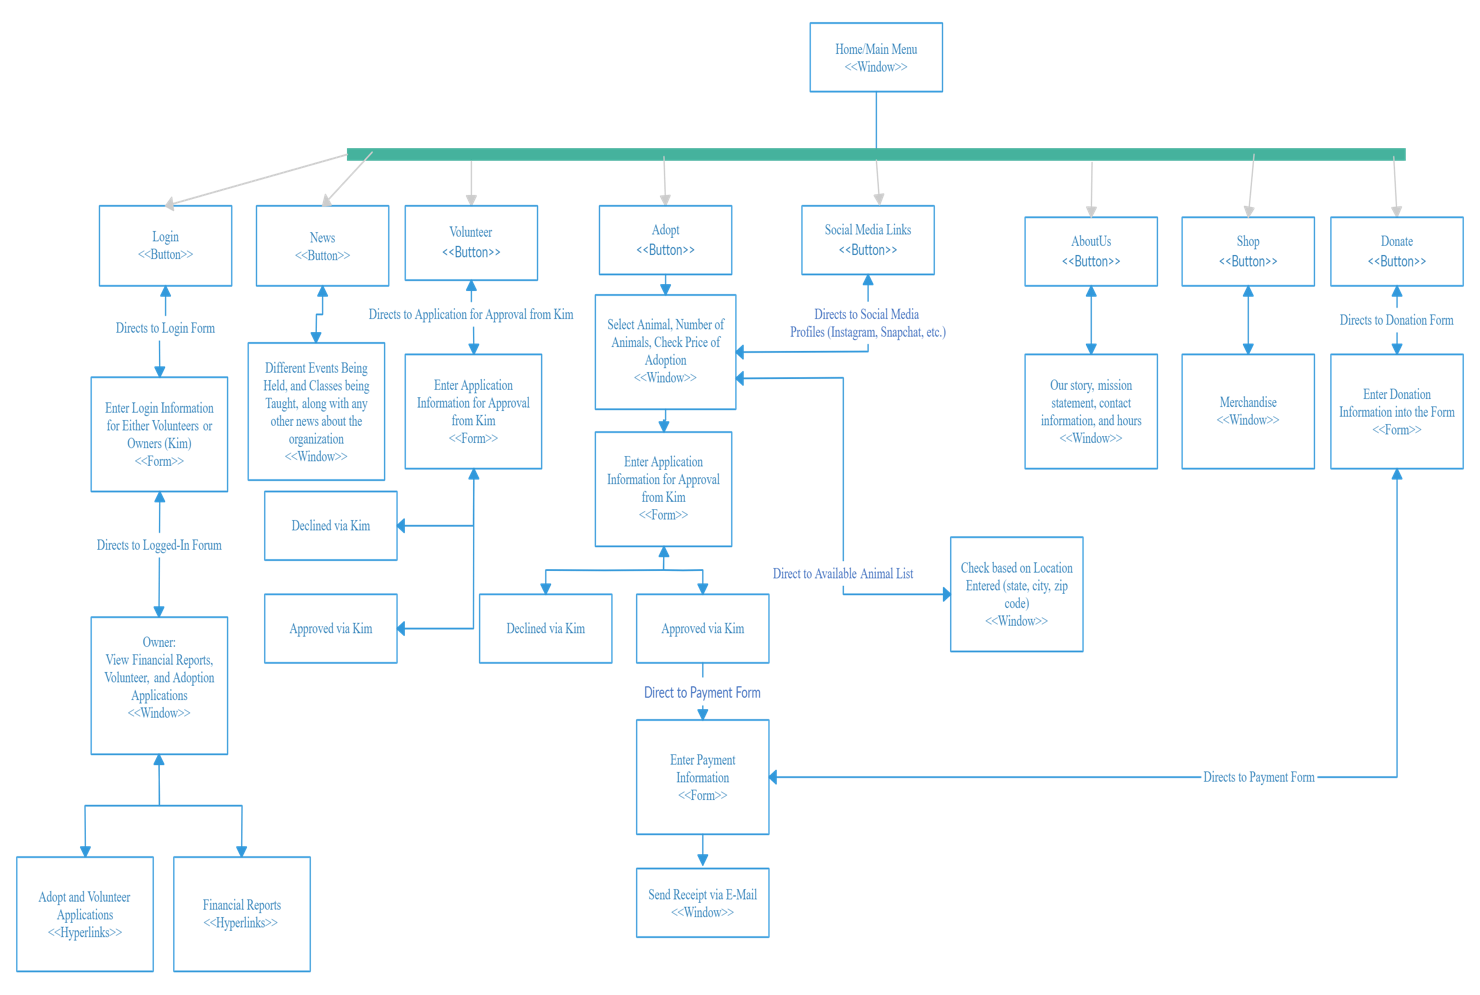 Home/Main Menu
<<Window>>
Login
<<Button>>
News
<<Button>>
Volunteer
<<Button>>
Adopt
<<Button>>
Social Media Links
<<Button>>
AboutUs
<<Button>>
Shop
<<Button>>
Donate
<<Button>>
Directs to Login Form
Directs to Application for Approval from Kim
Directs to Social Media
Profiles (Instagram, Snapchat, etc.)
Directs to Donation Form
Enter Login Information
for Either Volunteers or
Owners (Kim)
<<Form>>
Different Events Being
Held, and Classes being
Taught, along with any
other news about the
organization
<<Window>>
Enter Application
Information for Approval
from Kim
<<Form>>
Select Animal, Number of
Animals, Check Price of
Adoption
<<Window>>
Our story, mission
statement, contact
information, and hours
<<Window>>
Merchandise
<<Window>>
Enter Donation
Information into the Form
<<Form>>
Enter Application
Information for Approval
from Kim
<<Form>>
Directs to Logged-In Forum
Declined via Kim
Approved via Kim
Declined via Kim
Approved via Kim
Direct to Available Animal List
Check based on Location
Entered (state, city, zip
code)
<<Window>>
Owner:
View Financial Reports,
Volunteer, and Adoption
Applications
<<Window>>
Direct to Payment Form
Enter Payment
Information
<<Form>>
Directs to Payment Form
Adopt and Volunteer
Applications
<<Hyperlinks>>
Financial Reports
<<Hyperlinks>>
Send Receipt via E-Mail
<<Window>>